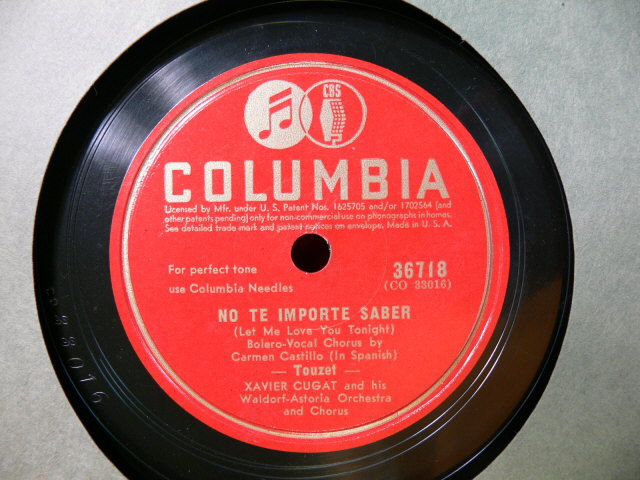 CBS
COLUMBIA
Licensed by Mfr. under U. S. Patent Nos. 1625705 and/or 1702564 (and
other patents pending) only for non-commercial use on phonographs in homes.
See detailed trade mark and patent notices on envelope. Made in U. S. A.
For perfect tone
use Columbia Needles
36718
(CO 33016)
NO TE IMPORTE SABER
(Let Me Love You Tonight)
Bolero-Vocal Chorus by
Carmen Castillo (In Spanish)
— Touzet —
XAVIER CUGAT and his
Waldorf-Astoria Orchestra
and Chorus